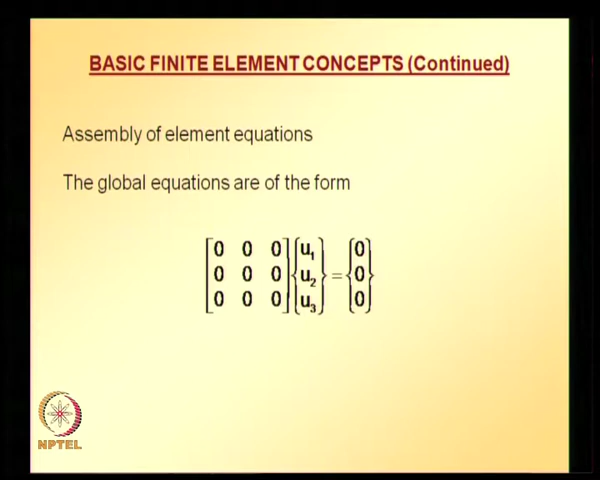 BASIC FINITE ELEMENT CONCEPTS (Continued)
Assembly of element equations
The global equations are of the form
[0 0 0] {u₁} {0}
[0 0 0] {u₂} = {0}
[0 0 0] {u₃} {0}
NPTEL